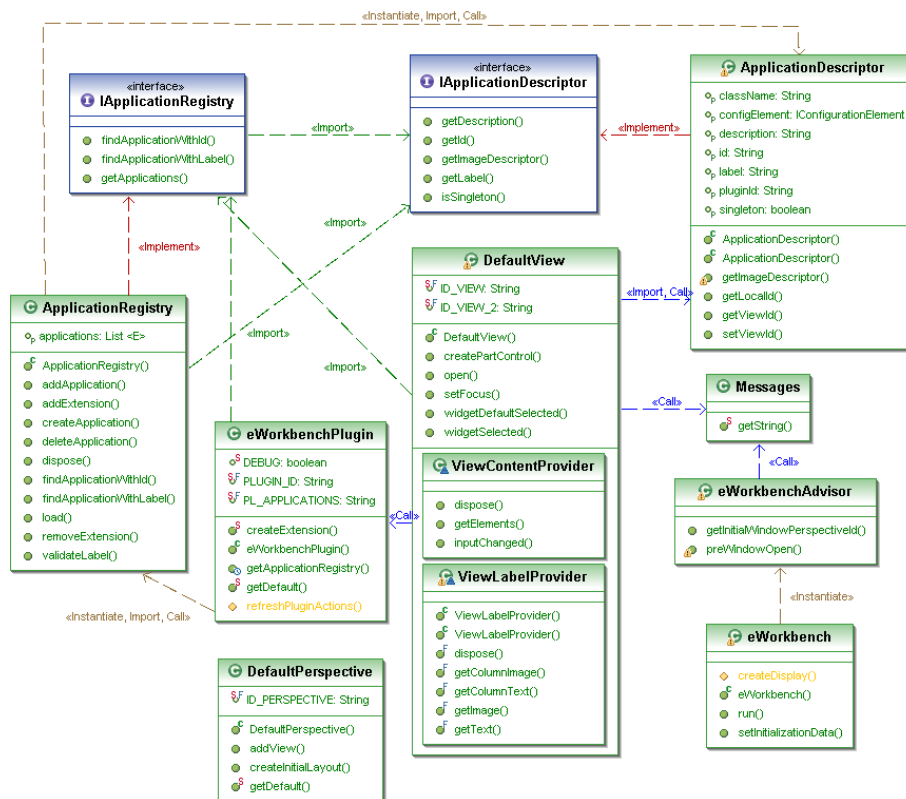 «Instantiate, Import, Call»
«interface»
IApplicationRegistry
findApplicationWithId()
findApplicationWithLabel()
getApplications()
«Import»
«interface»
IApplicationDescriptor
getDescription()
getId()
getImageDescriptor()
getLabel()
isSingleton()
«Implement»
ApplicationDescriptor
className: String
configElement: IConfigurationElement
description: String
id: String
label: String
pluginId: String
singleton: boolean
ApplicationDescriptor()
ApplicationDescriptor()
getImageDescriptor()
getLocalId()
getViewId()
setViewId()
«Implement»
«Import»
«Import»
«Import»
ApplicationRegistry
applications: List <E>
ApplicationRegistry()
addApplication()
addExtension()
createApplication()
deleteApplication()
dispose()
findApplicationWithId()
findApplicationWithLabel()
load()
removeExtension()
validateLabel()
DefaultView
ID_VIEW: String
ID_VIEW_2: String
DefaultView()
createPartControl()
open()
setFocus()
widgetDefaultSelected()
widgetSelected()
«Import, Call»
«Call»
Messages
getString()
«Call»
eWorkbenchPlugin
DEBUG: boolean
PLUGIN_ID: String
PL_APPLICATIONS: String
createExtension()
eWorkbenchPlugin()
getApplicationRegistry()
getDefault()
refreshPluginActions()
«Call»
«Instantiate, Import, Call»
ViewContentProvider
dispose()
getElements()
inputChanged()
ViewLabelProvider
ViewLabelProvider()
ViewLabelProvider()
dispose()
getColumnImage()
getColumnText()
getImage()
getText()
eWorkbenchAdvisor
getInitialWindowPerspectiveId()
preWindowOpen()
«Instantiate»
eWorkbench
createDisplay()
eWorkbench()
run()
setInitializationData()
DefaultPerspective
ID_PERSPECTIVE: String
DefaultPerspective()
addView()
createInitialLayout()
getDefault()